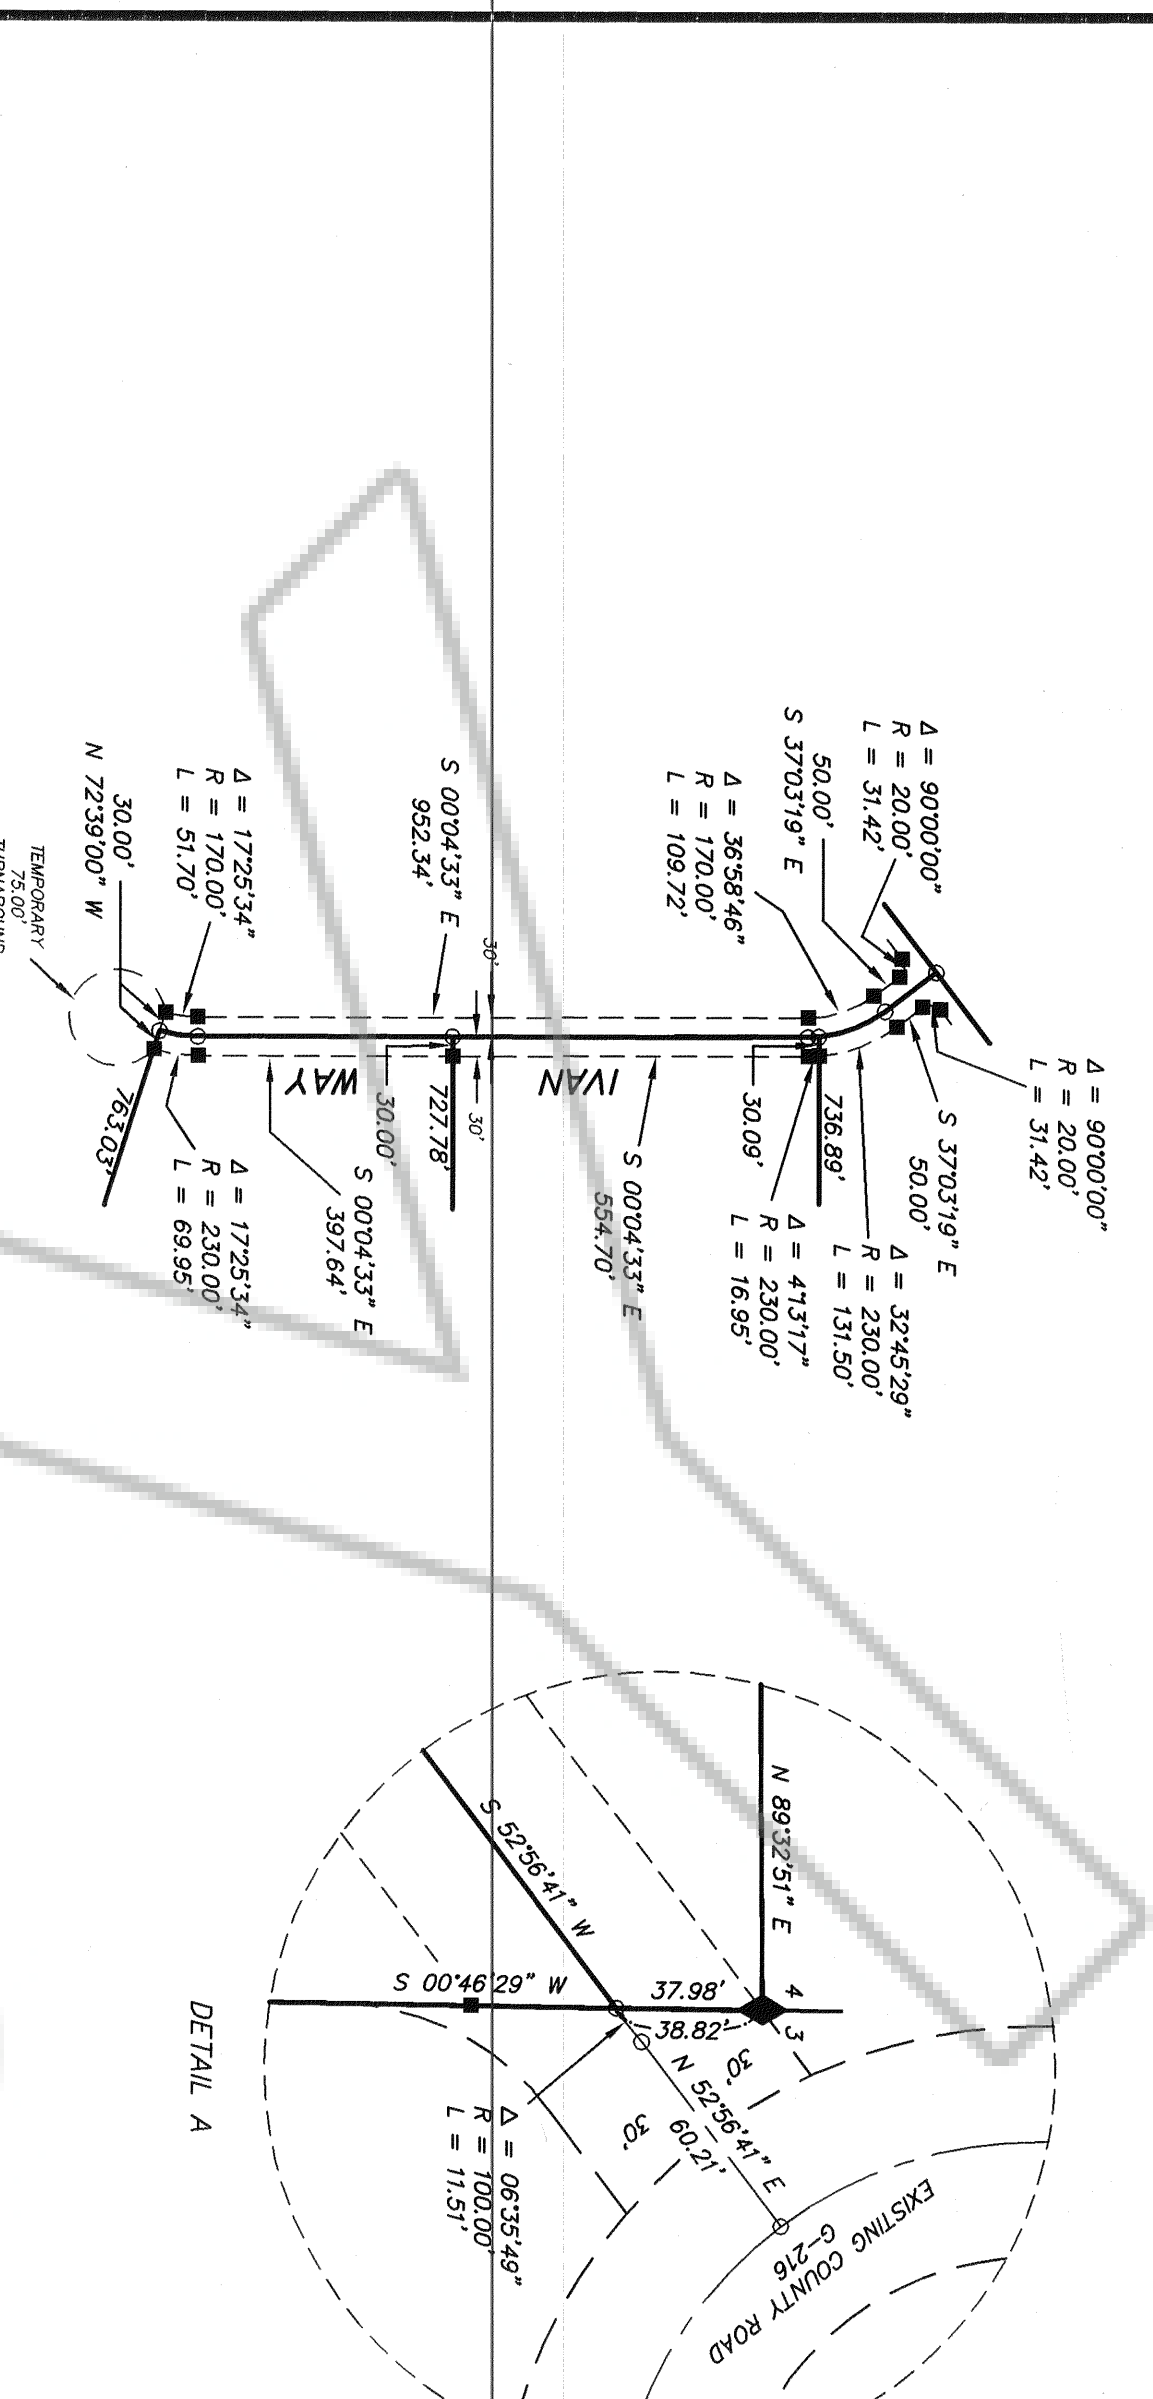 Δ = 90°00'00"
R = 20.00'
L = 31.42'
50.00'
S 37°03'19" E
Δ = 36°58'46"
R = 170.00'
L = 109.72'
S 00°04'33" E
952.34'
Δ = 17°25'34"
R = 170.00'
L = 51.70'
30.00'
N 72°39'00" W
TEMPORARY
75.00'
30'
30'
IVAN
WAY
Δ = 90°00'00"
R = 20.00'
L = 31.42'
S 37°03'19" E
50.00'
Δ = 32°45'29"
R = 230.00'
L = 131.50'
736.89'
30.09'
Δ = 4°13'17"
R = 230.00'
L = 16.95'
S 00°04'33" E
554.70'
727.78'
30.00'
S 00°04'33" E
397.64'
Δ = 17°25'34"
R = 230.00'
L = 69.95'
763.03'
N 89°32'51" E
4
3
S 52°56'41" W
S 00°46'29" W
37.98'
38.82'
30'
N 52°56'41" E
60.21'
30'
Δ = 06°35'49"
R = 100.00'
L = 11.51'
EXISTING COUNTY ROAD
G-216
DETAIL A